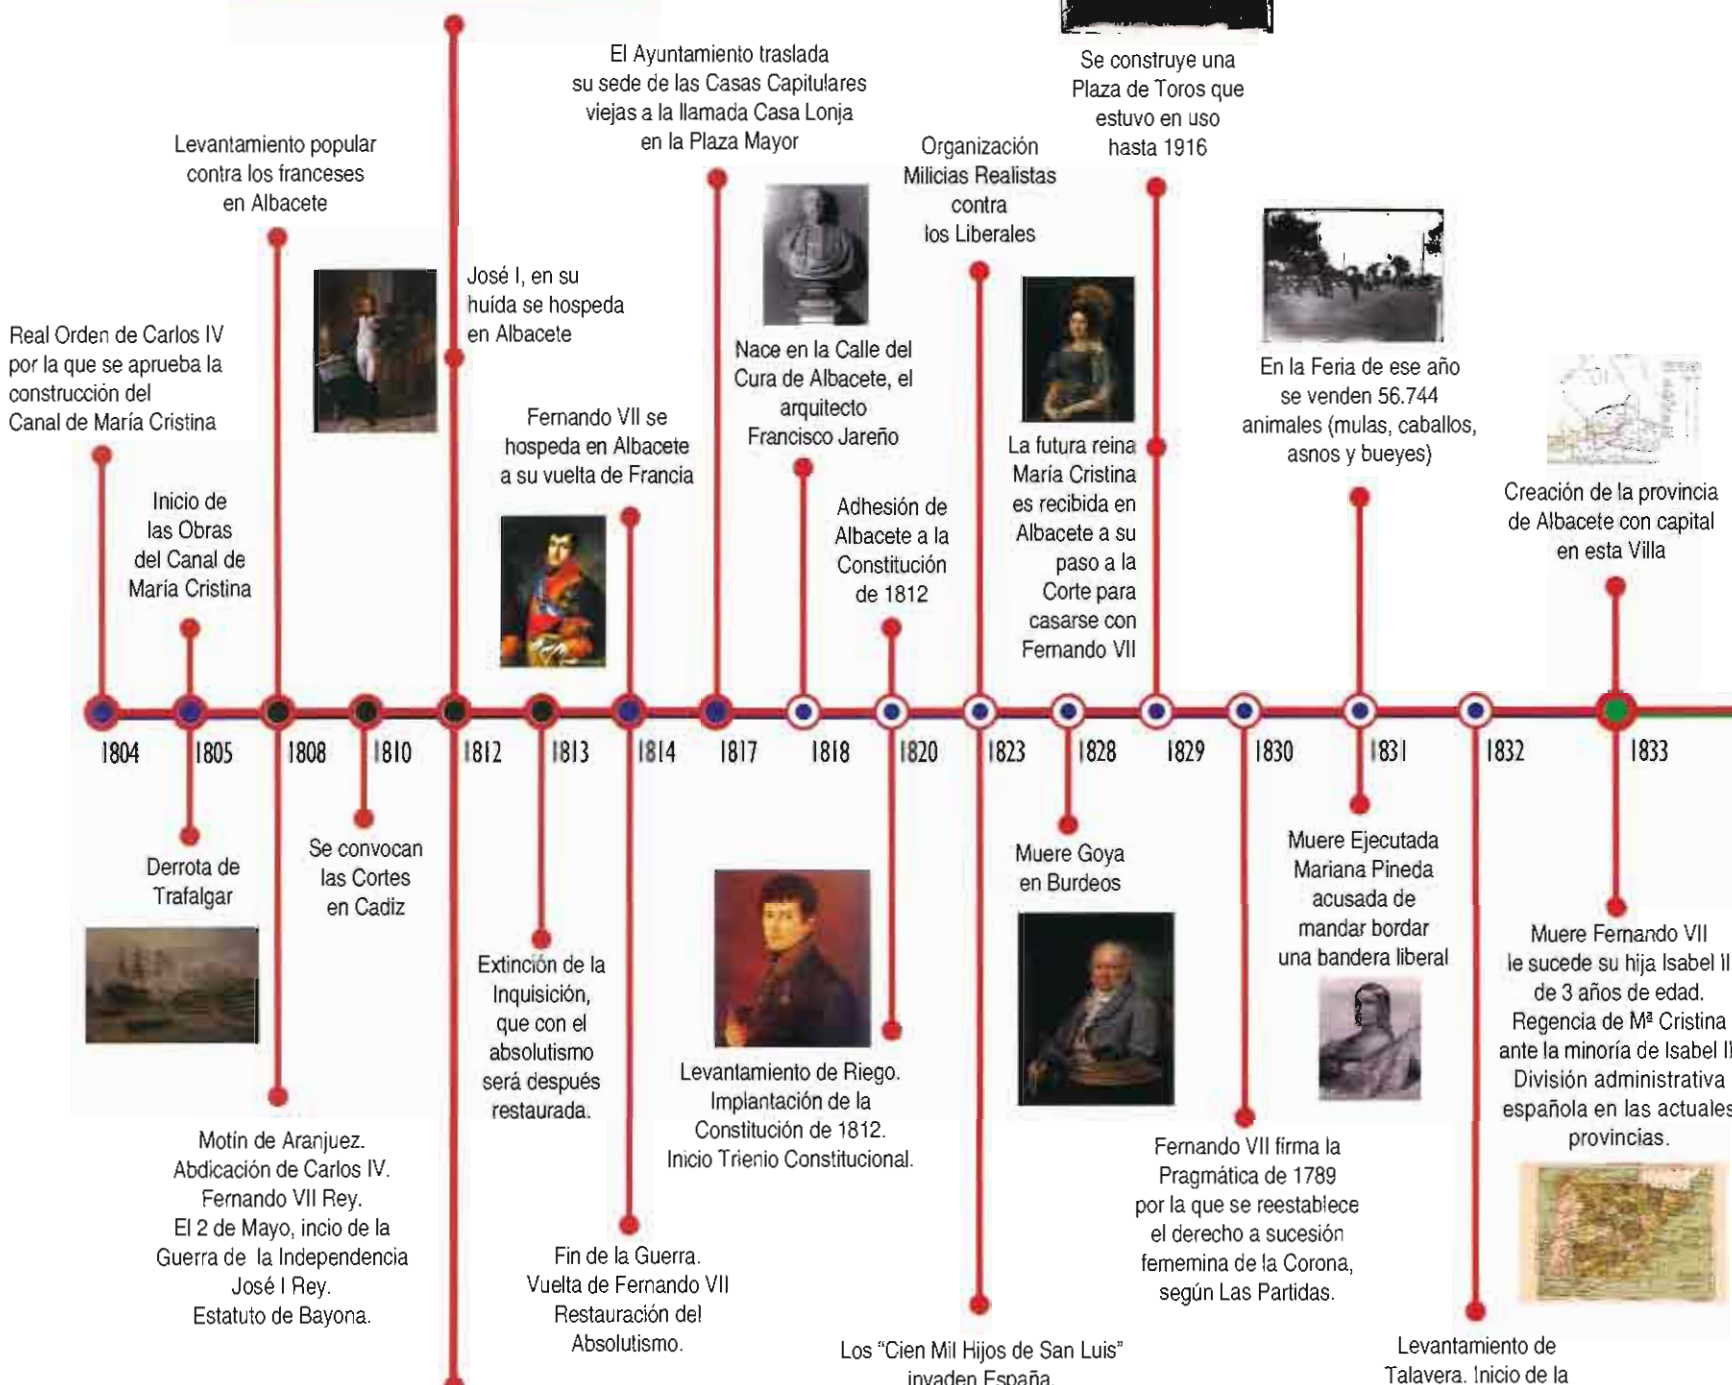 El Ayuntamiento traslada
su sede de las Casas Capitulares
viejas a la llamada Casa Lonja
en la Plaza Mayor
Se construye una
Plaza de Toros que
estuvo en uso
hasta 1916
Levantamiento popular
contra los franceses
en Albacete
Organización
Milicias Realistas
contra
los Liberales
José I, en su
huída se hospeda
en Albacete
Real Orden de Carlos IV
por la que se aprueba la
construcción del
Canal de María Cristina
Nace en la Calle del
Cura de Albacete, el
arquitecto
Francisco Jareño
En la Feria de ese año
se venden 56.744
animales (mulas, caballos,
asnos y bueyes)
Fernando VII se
hospeda en Albacete
a su vuelta de Francia
La futura reina
María Cristina
es recibida en
Albacete a su
paso a la
Corte para
casarse con
Fernando VII
Inicio de
las Obras
del Canal de
María Cristina
Adhesión de
Albacete a la
Constitución
de 1812
Creación de la provincia
de Albacete con capital
en esta Villa
1804 1805 1808 1810 1812 1813 1814 1817 1818 1820 1823 1828 1829 1830 1831 1832 1833
Derrota de
Trafalgar
Se convocan
las Cortes
en Cadiz
Muere Goya
en Burdeos
Muere Ejecutada
Mariana Pineda
acusada de
mandar bordar
una bandera liberal
Extinción de la
Inquisición,
que con el
absolutismo
será después
restaurada.
Muere Fernando VII
le sucede su hija Isabel II
de 3 años de edad.
Regencia de Mª Cristina
ante la minoría de Isabel II
División administrativa
española en las actuales
provincias.
Levantamiento de Riego.
Implantación de la
Constitución de 1812.
Inicio Trienio Constitucional.
Motín de Aranjuez.
Abdicación de Carlos IV.
Fernando VII Rey.
El 2 de Mayo, incio de la
Guerra de la Independencia
José I Rey.
Estatuto de Bayona.
Fernando VII firma la
Pragmática de 1789
por la que se reestablece
el derecho a sucesión
fememina de la Corona,
según Las Partidas.
Fin de la Guerra.
Vuelta de Fernando VII
Restauración del
Absolutismo.
Los "Cien Mil Hijos de San Luis"
invaden España.
Levantamiento de
Talavera. Inicio de la